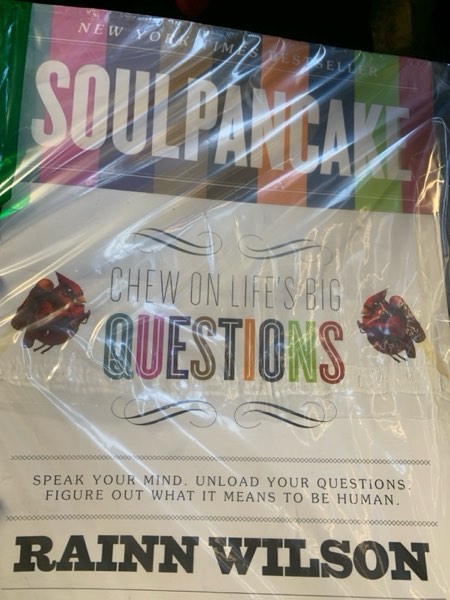 NEW YORK TIMES BESTSELLER
SOULPANCAKE
CHEW ON LIFE'S BIG
QUESTIONS
SPEAK YOUR MIND. UNLOAD YOUR QUESTIONS.
FIGURE OUT WHAT IT MEANS TO BE HUMAN.
RAINN WILSON